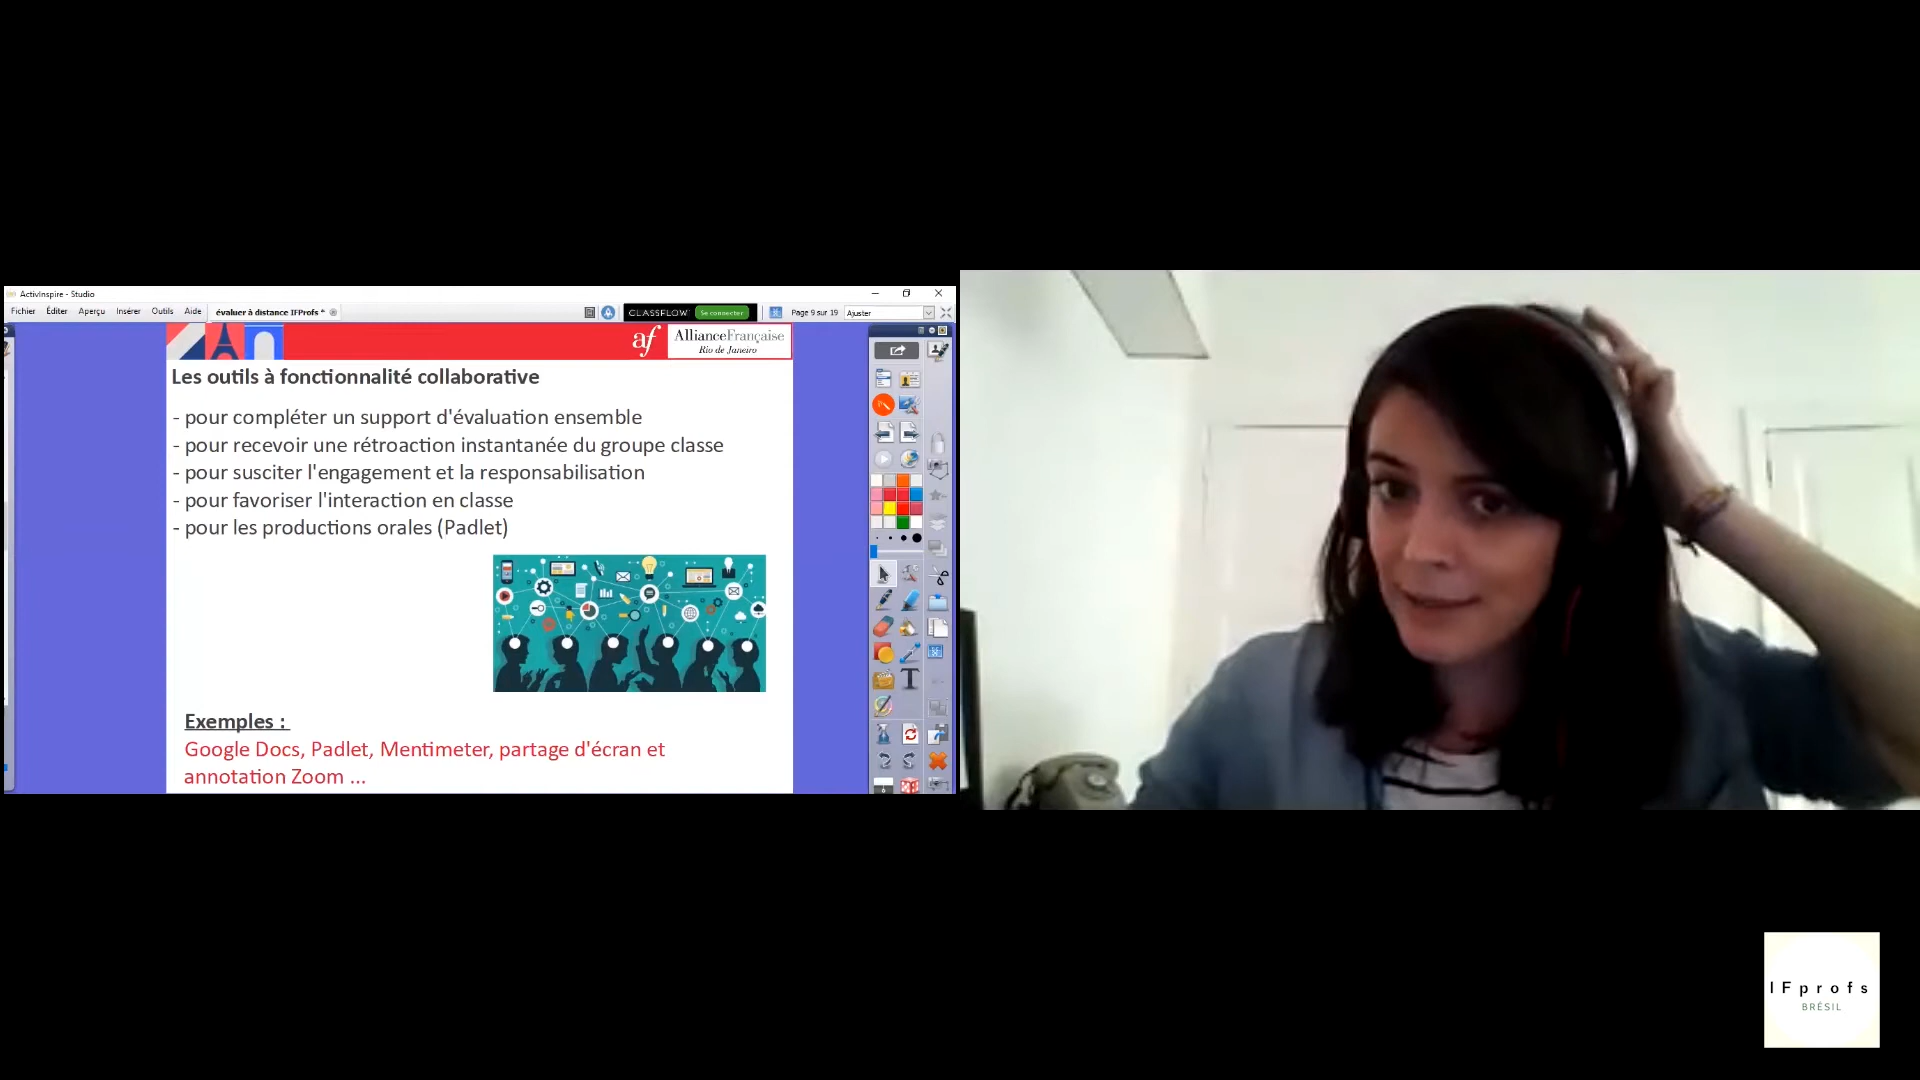 ActivInspire - Studio
Fichier Éditer Aperçu Insérer Outils Aide
évaluer à distance IFProfs *
CLASSFLOW Se connecter
Page 9 sur 19
Ajuster
af
AllianceFrançaise
Rio de Janeiro
Les outils à fonctionnalité collaborative
- pour compléter un support d'évaluation ensemble
- pour recevoir une rétroaction instantanée du groupe classe
- pour susciter l'engagement et la responsabilisation
- pour favoriser l'interaction en classe
- pour les productions orales (Padlet)
Exemples :
Google Docs, Padlet, Mentimeter, partage d'écran et
annotation Zoom ...
IFprofs
BRÉSIL